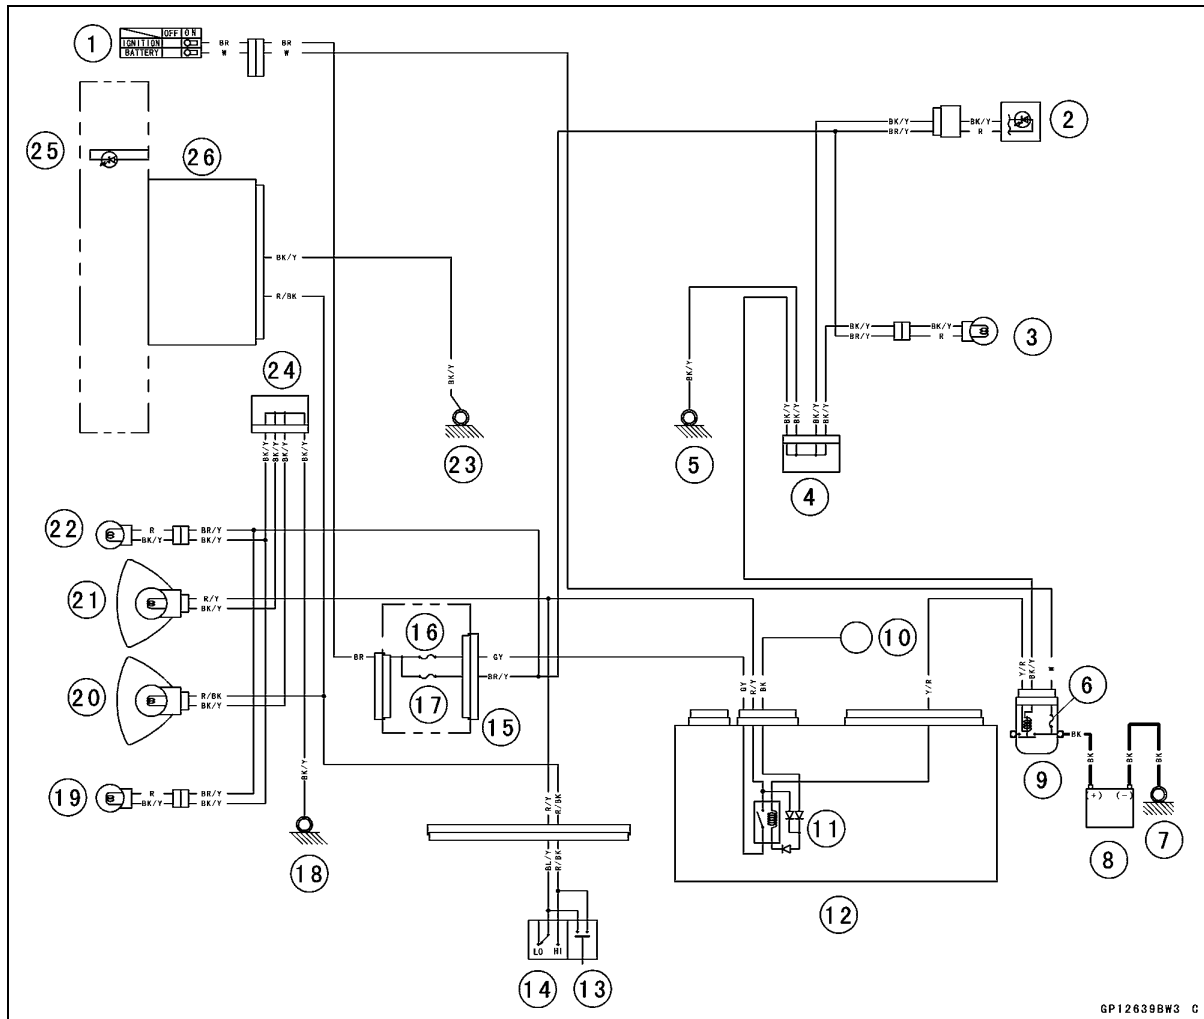 1
OFF ON
IGNITION BR BR
BATTERY W W
25
26
BK/Y BK/Y 2
BR/Y R
BK/Y
R/BK
BK/Y BK/Y 3
BR/Y R
24
BK/Y
BK/Y
23
5
BK/Y BK/Y BK/Y BK/Y
4
BK/Y BK/Y BK/Y BK/Y
22
R BR/Y
BK/Y BK/Y
21
R/Y
BK/Y
16
10
BR GY
17
BR/Y
15
20
R/BK
BK/Y
GY R/Y BK
Y/R
Y/R BK/Y W
6
BK
9
BK BK
(+) (-)
8
7
19
R BR/Y
BK/Y BK/Y
BK/Y
18
R/Y R/BK
11
BL/Y R/BK
12
LO HI
14 13
GP12639BW3 C